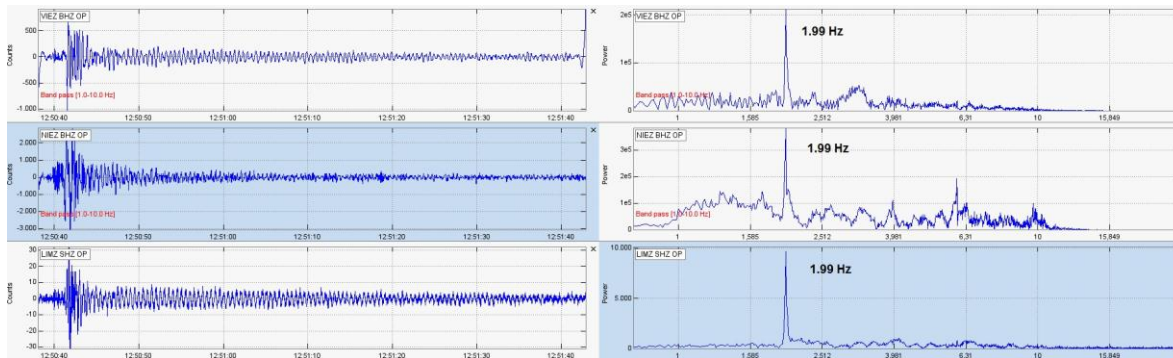 VIEZ BHZ OP
500
0
-500
-1.000
Counts
Band pass [1.0-10.0 Hz]
12:50:40 12:50:50 12:51:00 12:51:10 12:51:20 12:51:30 12:51:40
VIEZ BHZ OP
2e5
1e5
0
Power
1.99 Hz
Band pass [1.0-10.0 Hz]
1 1,585 2,512 3,981 6,31 10 15,849
NIEZ BHZ OP
2.000
1.000
0
-1.000
-2.000
-3.000
Counts
Band pass [1.0-10.0 Hz]
12:50:40 12:50:50 12:51:00 12:51:10 12:51:20 12:51:30 12:51:40
NIEZ BHZ OP
3e5
2e5
1e5
0
Power
1.99 Hz
Band pass [1.0-10.0 Hz]
1 1,585 2,512 3,981 6,31 10 15,849
LIMZ SHZ OP
30
20
10
0
-10
-20
-30
Counts
12:50:40 12:50:50 12:51:00 12:51:10 12:51:20 12:51:30 12:51:40
LIMZ SHZ OP
10.000
5.000
0
Power
1.99 Hz
1 1,585 2,512 3,981 6,31 10 15,849